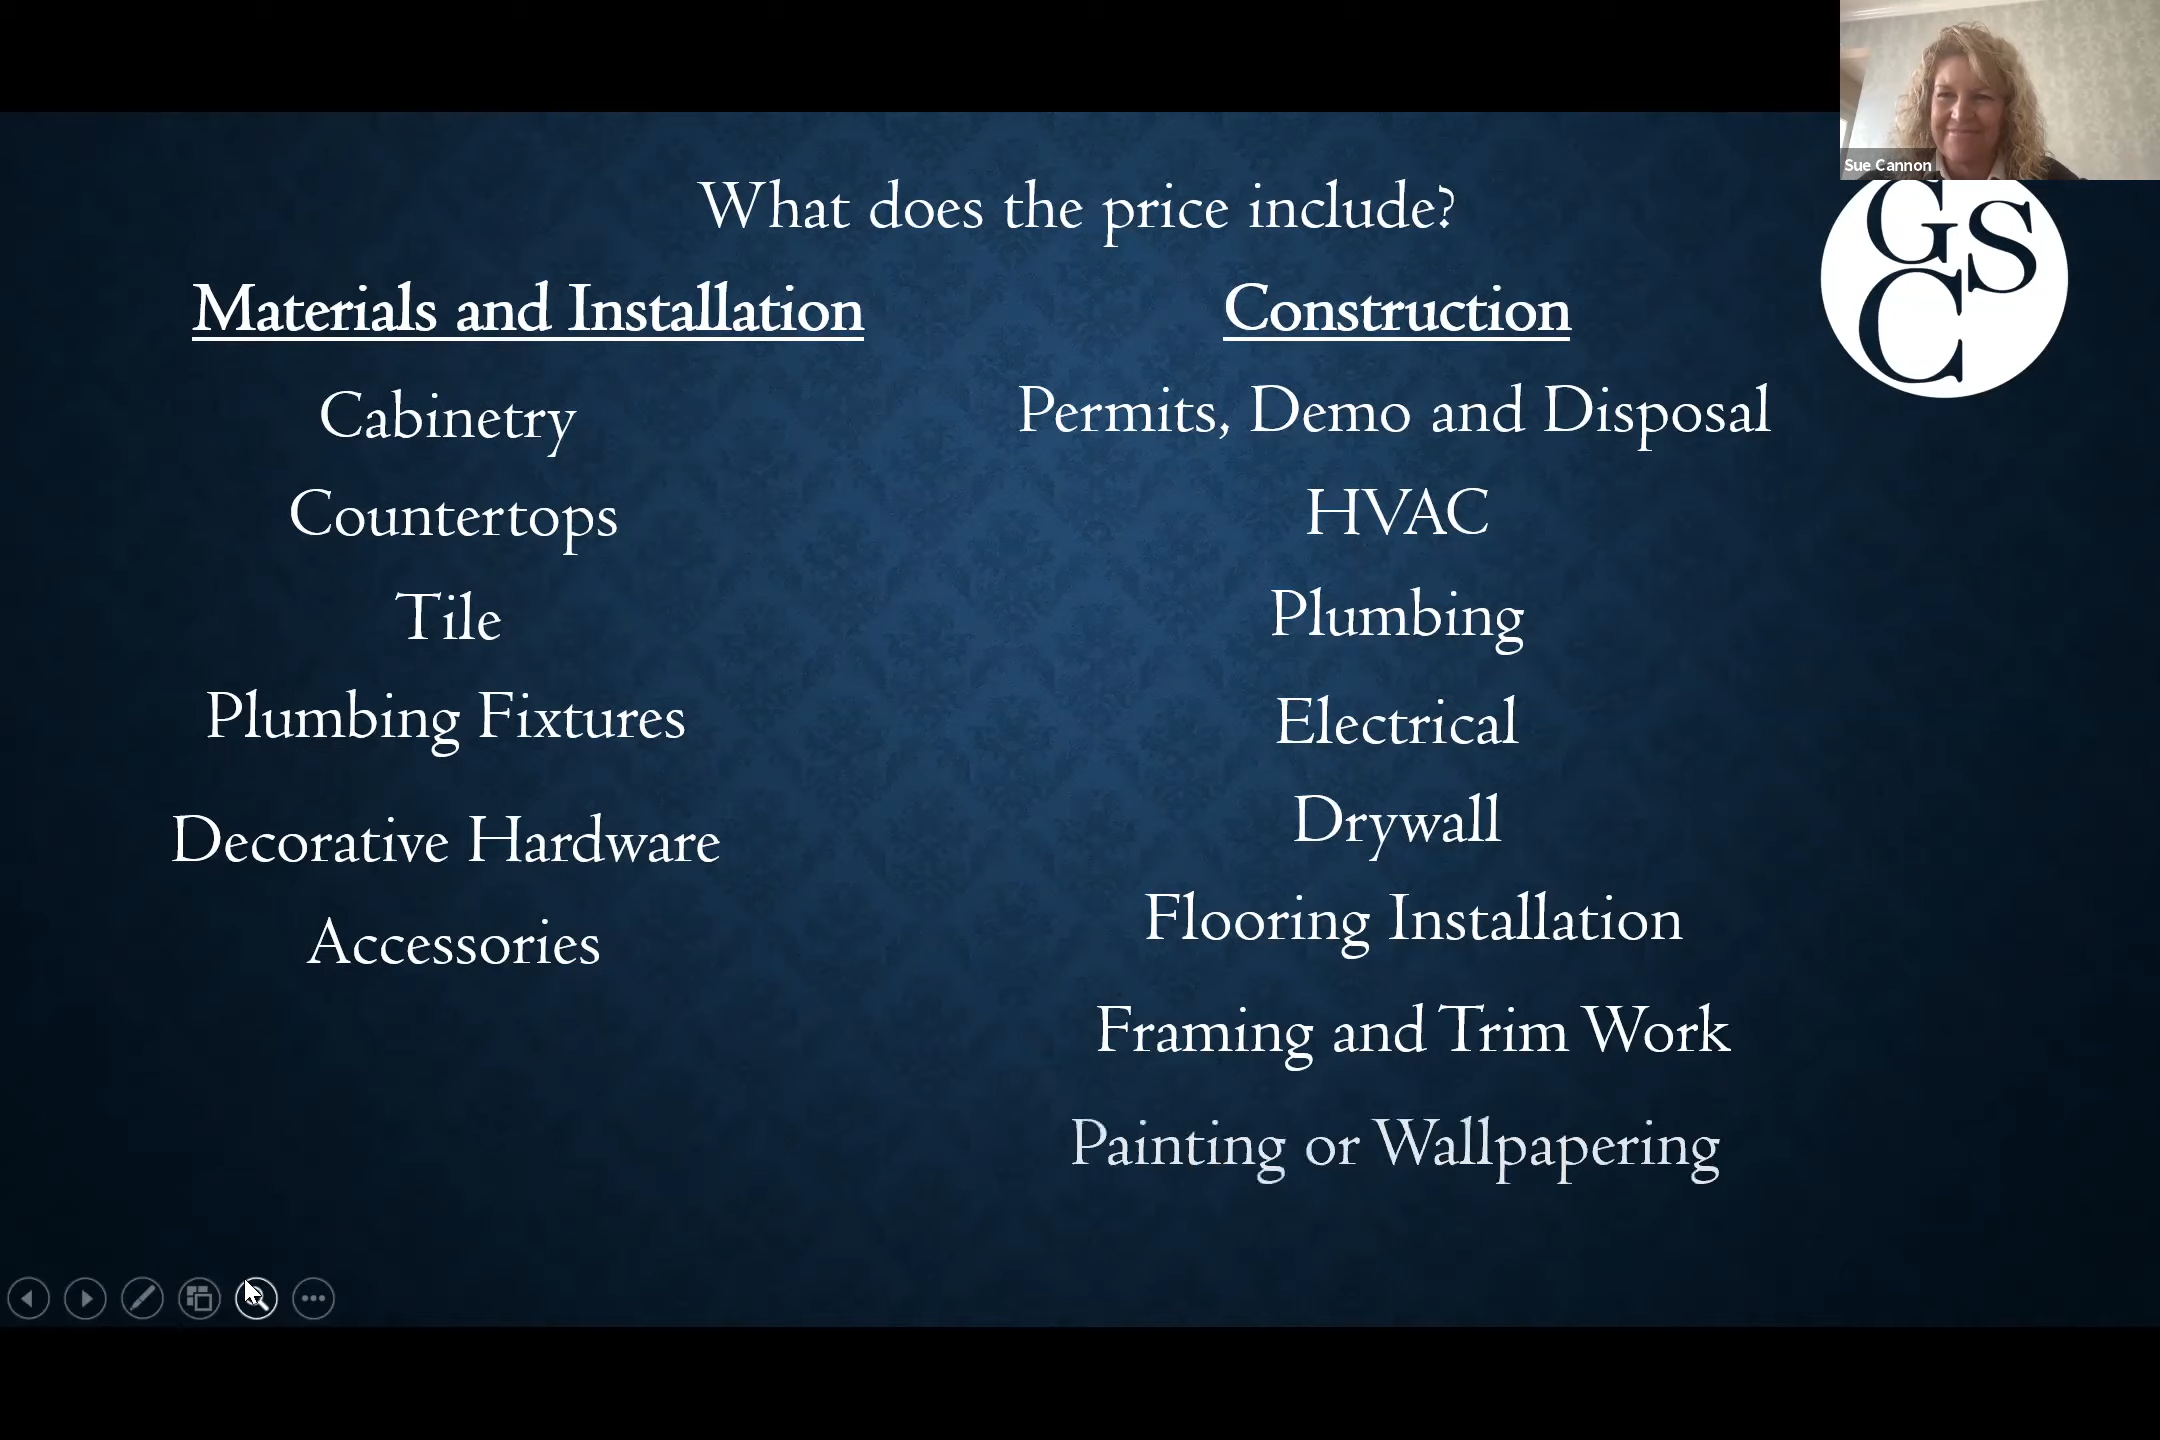 Sue Cannon
What does the price include?
GSC
Materials and Installation
Cabinetry
Countertops
Tile
Plumbing Fixtures
Decorative Hardware
Accessories
Construction
Permits, Demo and Disposal
HVAC
Plumbing
Electrical
Drywall
Flooring Installation
Framing and Trim Work
Painting or Wallpapering